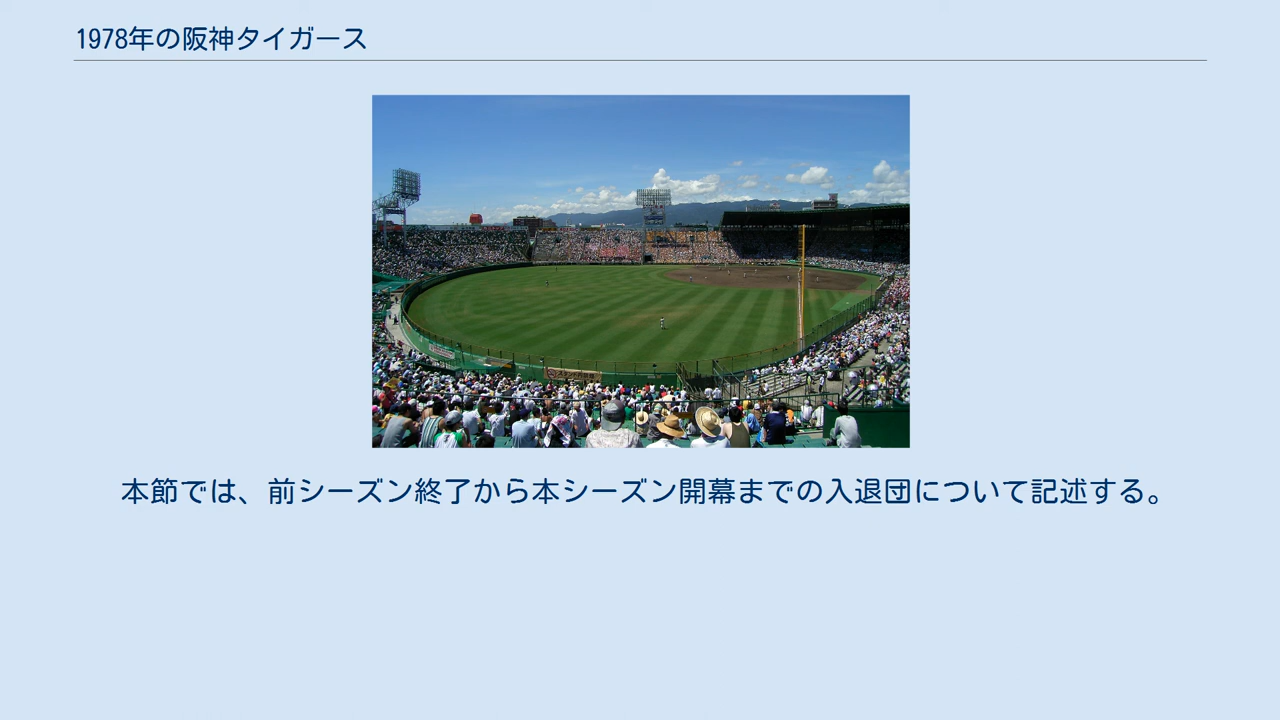 1978年の阪神タイガース
本節では、前シーズン終了から本シーズン開幕までの入退団について記述する。